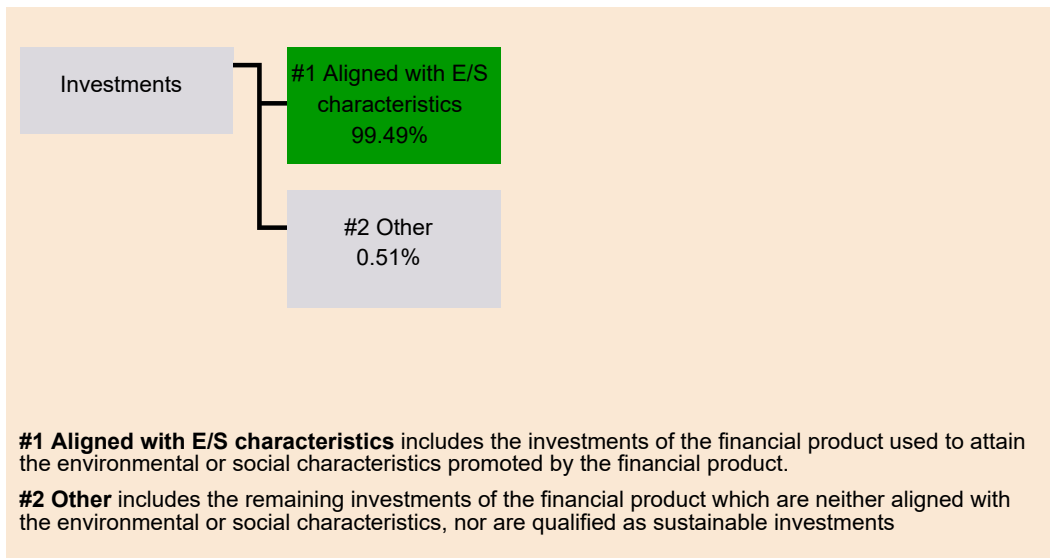 Investments
#1 Aligned with E/S
characteristics
99.49%
#2 Other
0.51%
#1 Aligned with E/S characteristics includes the investments of the financial product used to attain
the environmental or social characteristics promoted by the financial product.
#2 Other includes the remaining investments of the financial product which are neither aligned with
the environmental or social characteristics, nor are qualified as sustainable investments